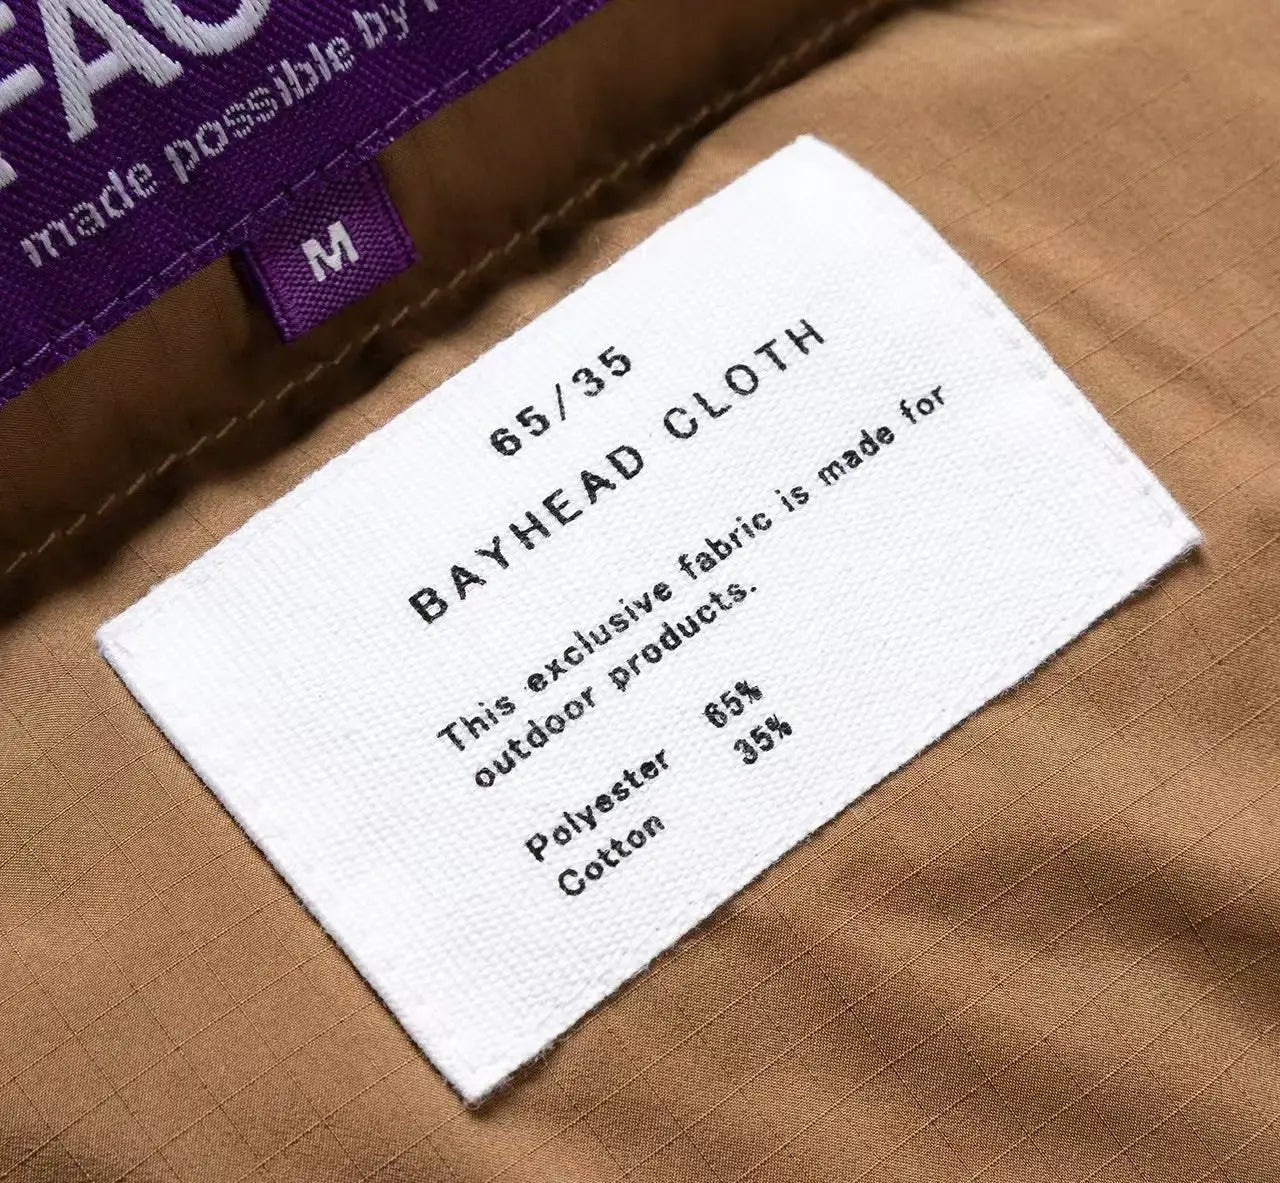 FAC
made possible by
M
65/35
BAYHEAD CLOTH
This exclusive fabric is made for
outdoor products.
Polyester 65%
Cotton 35%